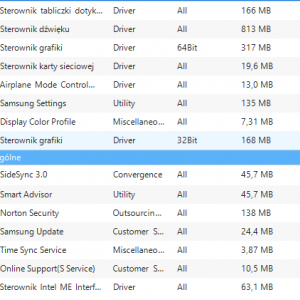 Sterownik tabliczki dotyk... Driver All 166 MB
Sterownik dźwięku Driver All 813 MB
Sterownik grafiki Driver 64Bit 317 MB
Sterownik karty sieciowej Driver All 19,6 MB
Airplane Mode Control... Driver All 13,0 MB
Samsung Settings Utility All 135 MB
Display Color Profile Miscellaneo... All 7,31 MB
Sterownik grafiki Driver 32Bit 168 MB
gólne
SideSync 3.0 Convergence All 45,7 MB
Smart Advisor Utility All 45,7 MB
Norton Security Outsourcin... All 138 MB
Samsung Update Customer S... All 24,4 MB
Time Sync Service Miscellaneo... All 3,87 MB
Online Support(S Service) Customer S... All 10,5 MB
Sterownik Intel ME Interf... Driver All 63,1 MB